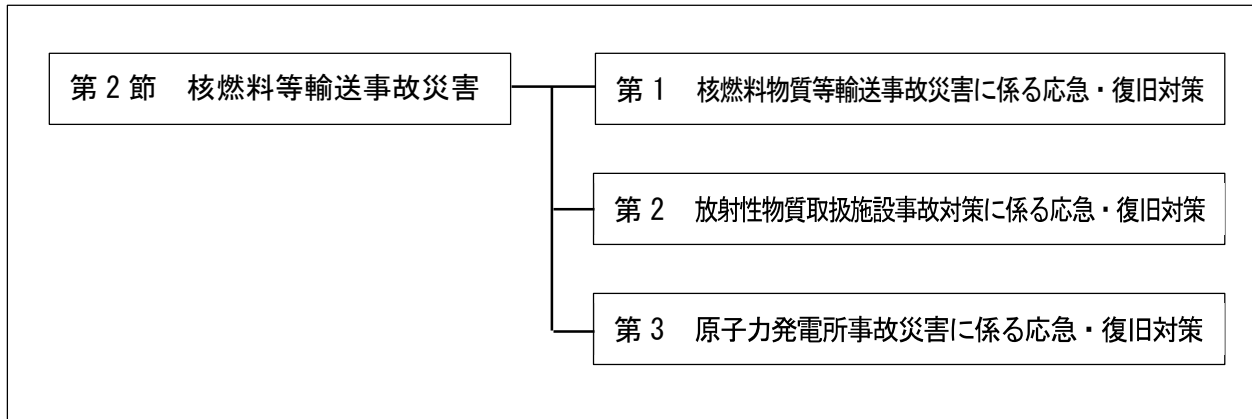 第2節　核燃料等輸送事故災害
第1　核燃料物質等輸送事故災害に係る応急・復旧対策
第2　放射性物質取扱施設事故対策に係る応急・復旧対策
第3　原子力発電所事故災害に係る応急・復旧対策